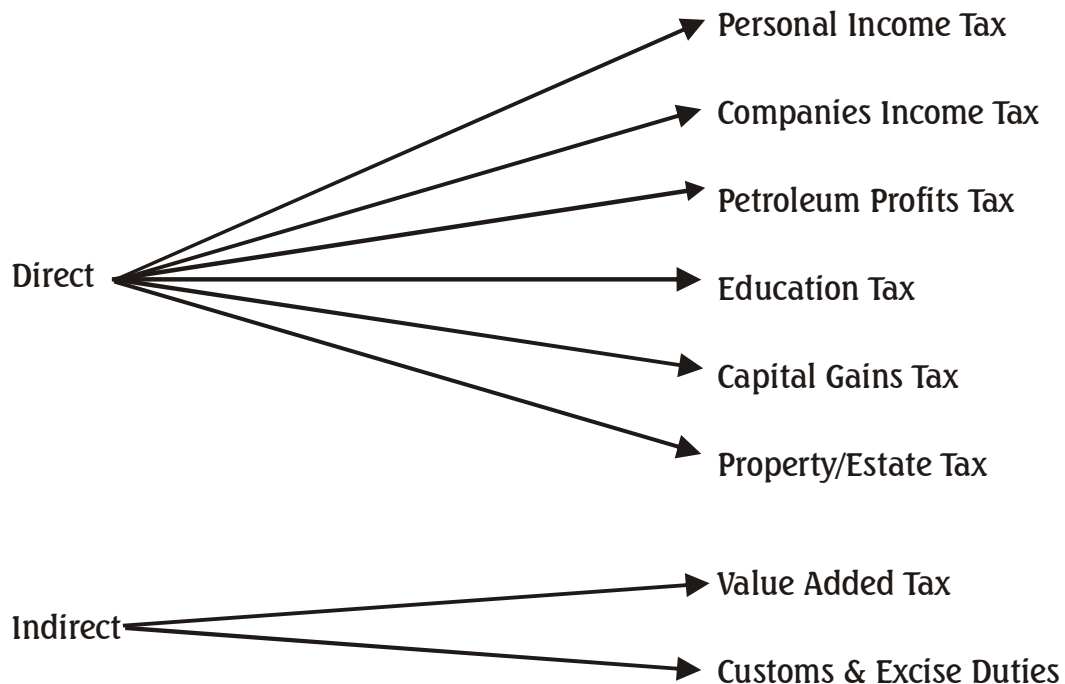 Personal Income Tax
Companies Income Tax
Petroleum Profits Tax
Direct
Education Tax
Capital Gains Tax
Property/Estate Tax
Value Added Tax
Indirect
Customs & Excise Duties